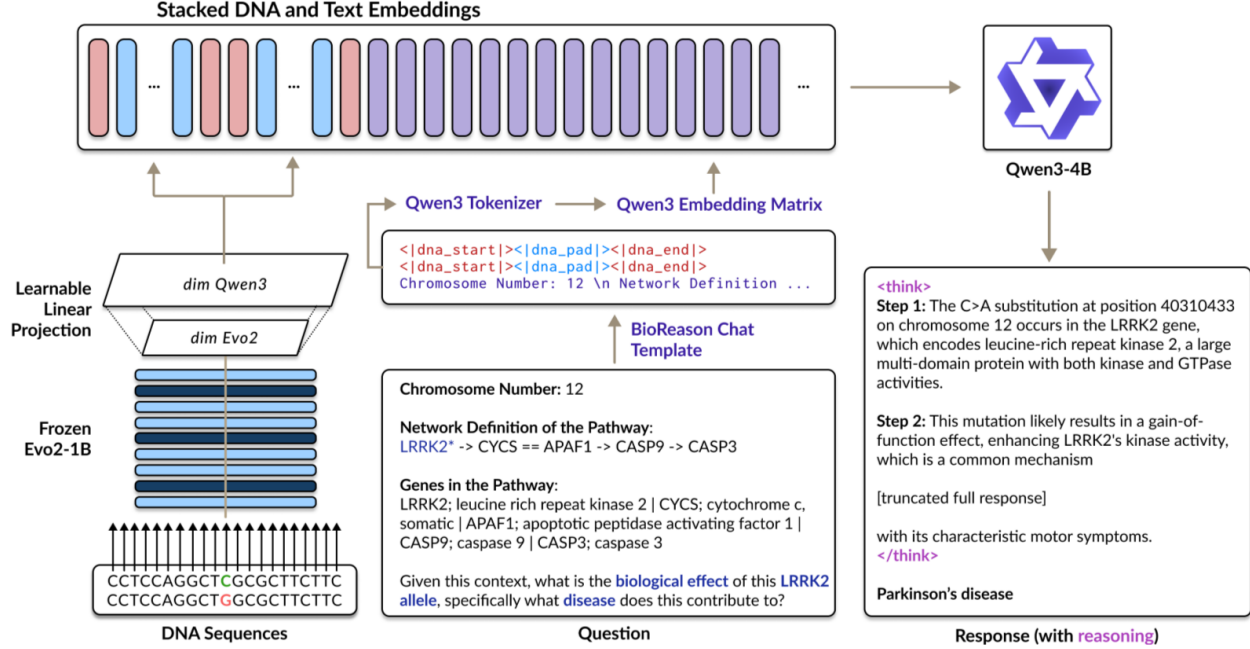 Stacked DNA and Text Embeddings
...
...
...
Qwen3-4B
Qwen3 Tokenizer
Qwen3 Embedding Matrix
<|dna_start|><|dna_pad|><|dna_end|>
<|dna_start|><|dna_pad|><|dna_end|>
Chromosome Number: 12 \n Network Definition ...
BioReason Chat
Template
Learnable
Linear
Projection
dim Qwen3
dim Evo2
Frozen
Evo2-1B
CCTCCAGGCTCGCGCTTCTTC
CCTCCAGGCTGGCGCTTCTTC
DNA Sequences
Chromosome Number: 12
Network Definition of the Pathway:
LRRK2* -> CYCS == APAF1 -> CASP9 -> CASP3
Genes in the Pathway:
LRRK2; leucine rich repeat kinase 2 | CYCS; cytochrome c,
somatic | APAF1; apoptotic peptidase activating factor 1 |
CASP9; caspase 9 | CASP3; caspase 3
Given this context, what is the biological effect of this LRRK2
allele, specifically what disease does this contribute to?
Question
<think>
Step 1: The C>A substitution at position 40310433
on chromosome 12 occurs in the LRRK2 gene,
which encodes leucine-rich repeat kinase 2, a large
multi-domain protein with both kinase and GTPase
activities.
Step 2: This mutation likely results in a gain-of-
function effect, enhancing LRRK2's kinase activity,
which is a common mechanism
[truncated full response]
with its characteristic motor symptoms.
</think>
Parkinson's disease
Response (with reasoning)